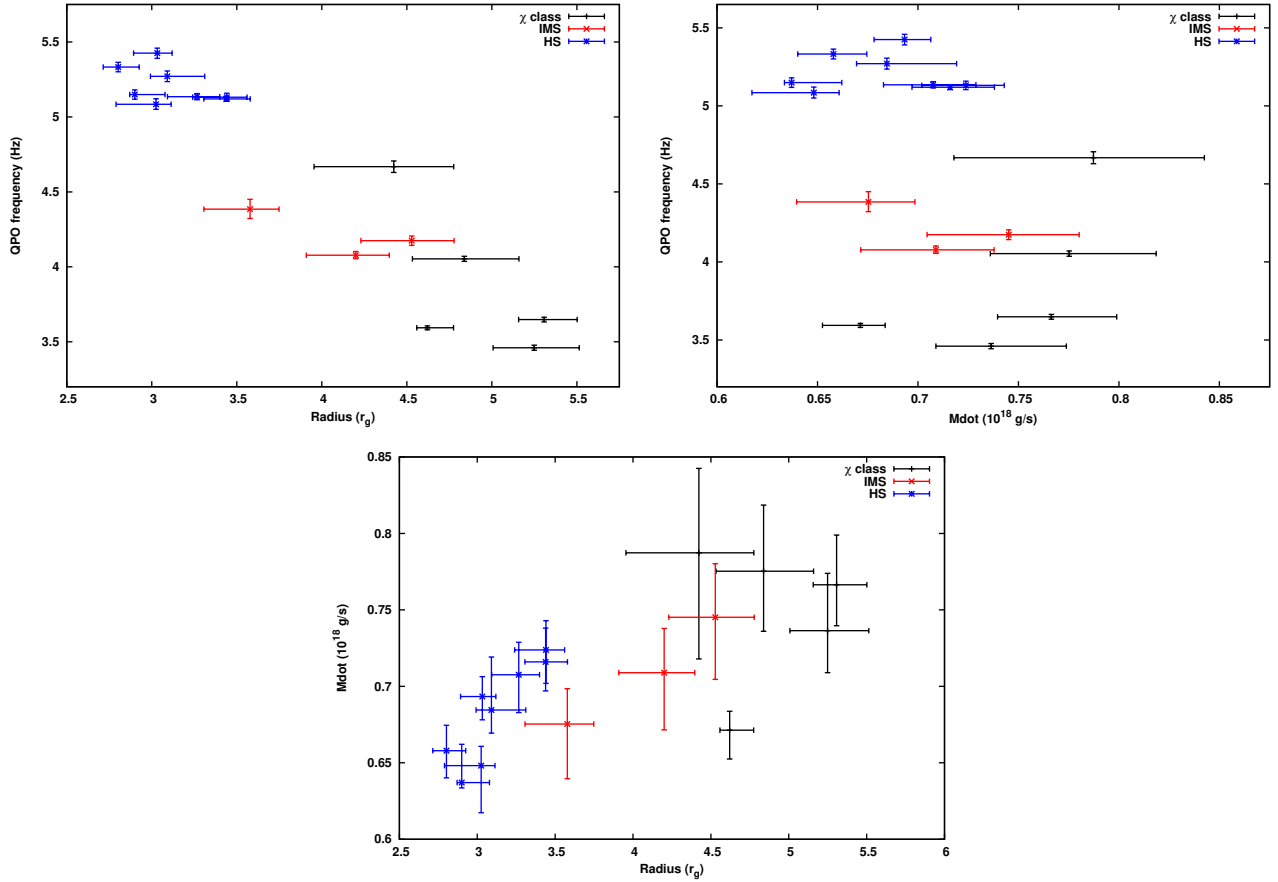 χ class
IMS
HS
5.5
5
4.5
4
3.5
QPO frequency (Hz)
2.5 3 3.5 4 4.5 5 5.5
Radius (r_g)
χ class
IMS
HS
5.5
5
4.5
4
3.5
QPO frequency (Hz)
0.6 0.65 0.7 0.75 0.8 0.85
Mdot (10^18 g/s)
χ class
IMS
HS
0.85
0.8
0.75
0.7
0.65
0.6
Mdot (10^18 g/s)
2.5 3 3.5 4 4.5 5 5.5 6
Radius (r_g)